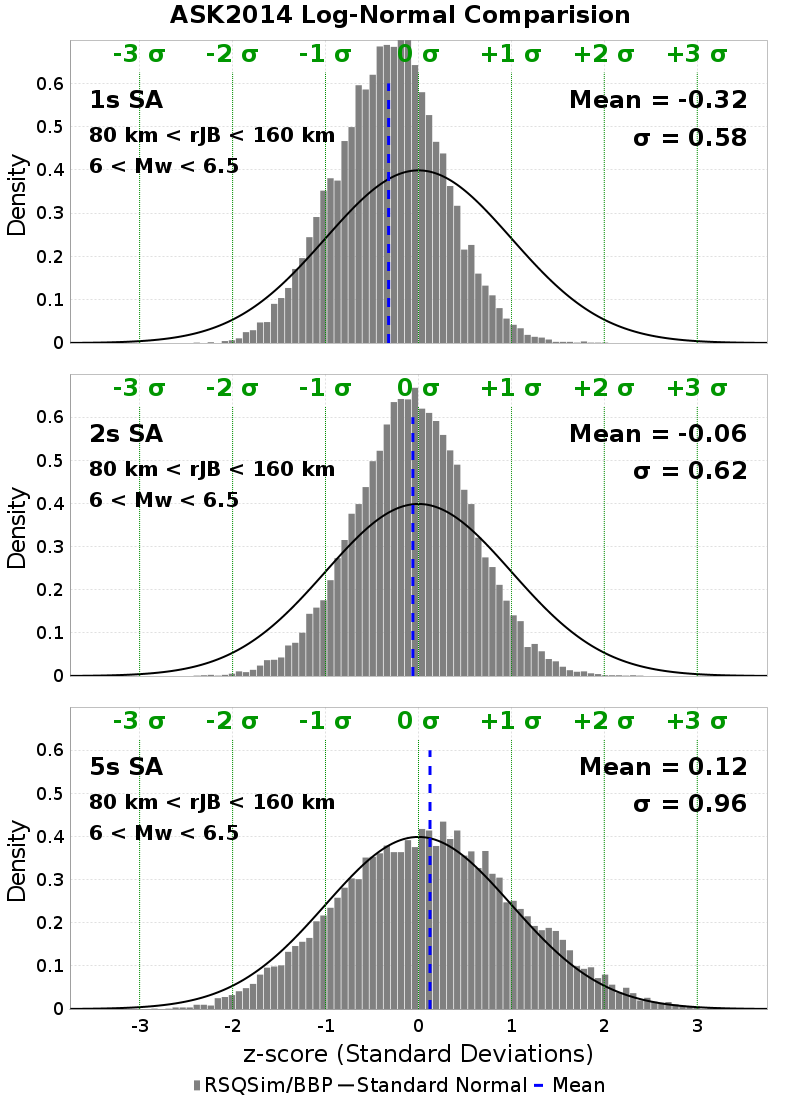 ASK2014 Log-Normal Comparision
-3 σ -2 σ -1 σ 0 σ +1 σ +2 σ +3 σ
1s SA
Mean = -0.32
80 km < rJB < 160 km
σ = 0.58
6 < Mw < 6.5
Density
0.6
0.5
0.4
0.3
0.2
0.1
0
-3 σ -2 σ -1 σ 0 σ +1 σ +2 σ +3 σ
2s SA
Mean = -0.06
80 km < rJB < 160 km
σ = 0.62
6 < Mw < 6.5
Density
0.6
0.5
0.4
0.3
0.2
0.1
0
-3 σ -2 σ -1 σ 0 σ +1 σ +2 σ +3 σ
5s SA
Mean = 0.12
80 km < rJB < 160 km
σ = 0.96
6 < Mw < 6.5
Density
0.6
0.5
0.4
0.3
0.2
0.1
0
-3 -2 -1 0 1 2 3
z-score (Standard Deviations)
RSQSim/BBP Standard Normal Mean